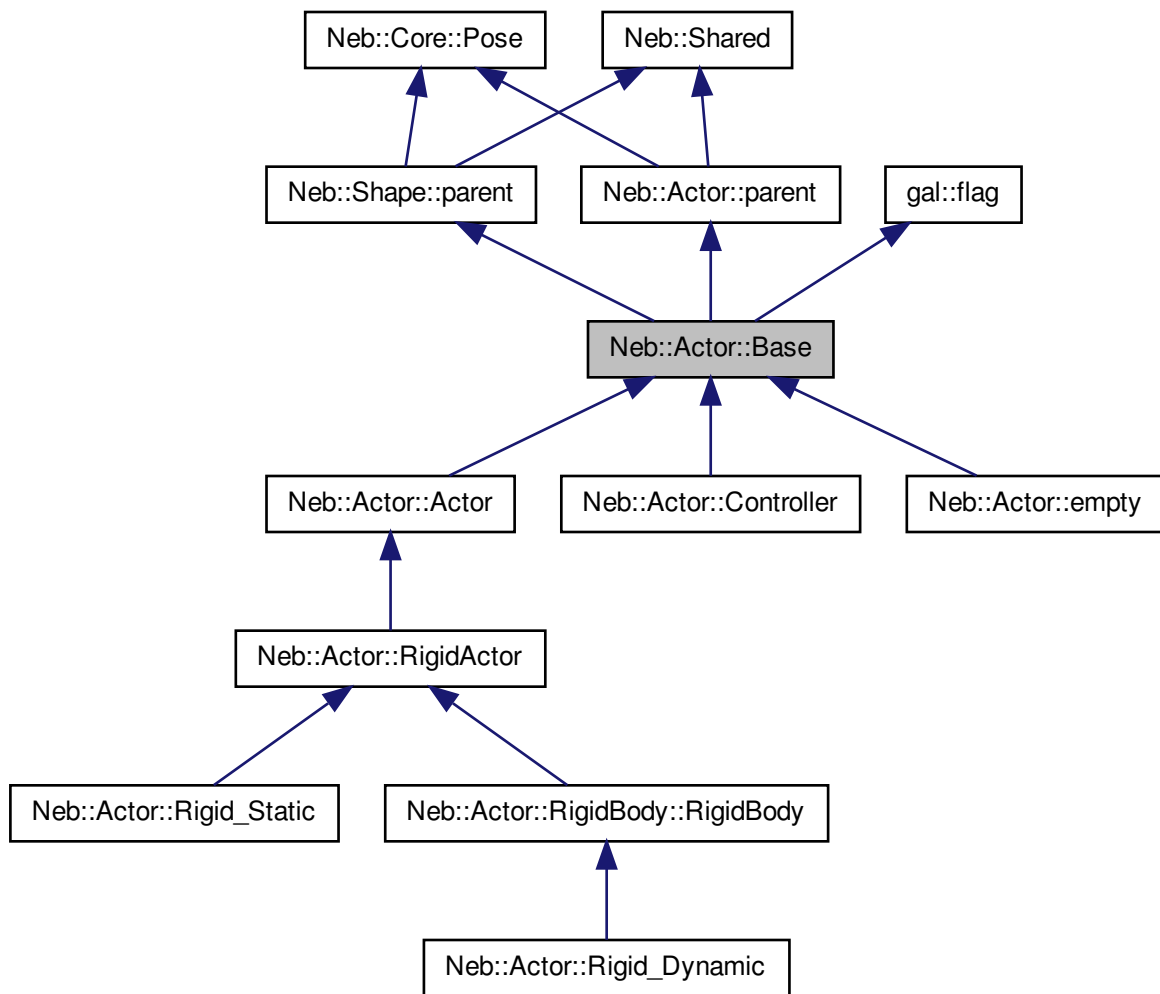 Neb::Core::Pose
Neb::Shared
Neb::Shape::parent
Neb::Actor::parent
gal::flag
Neb::Actor::Base
Neb::Actor::Actor
Neb::Actor::Controller
Neb::Actor::empty
Neb::Actor::RigidActor
Neb::Actor::Rigid_Static
Neb::Actor::RigidBody::RigidBody
Neb::Actor::Rigid_Dynamic